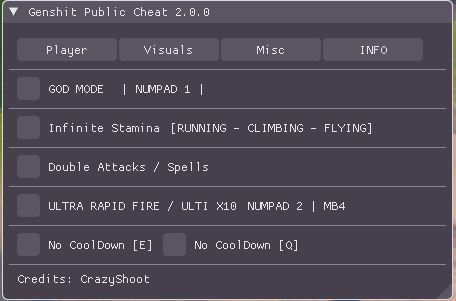 Genshit Public Cheat 2.0.0
Player Visuals Misc INFO
GOD MODE | NUMPAD 1 |
Infinite Stamina [RUNNING - CLIMBING - FLYING]
Double Attacks / Spells
ULTRA RAPID FIRE / ULTI X10 NUMPAD 2 | MB4
No CoolDown [E] No CoolDown [Q]
Credits: CrazyShoot